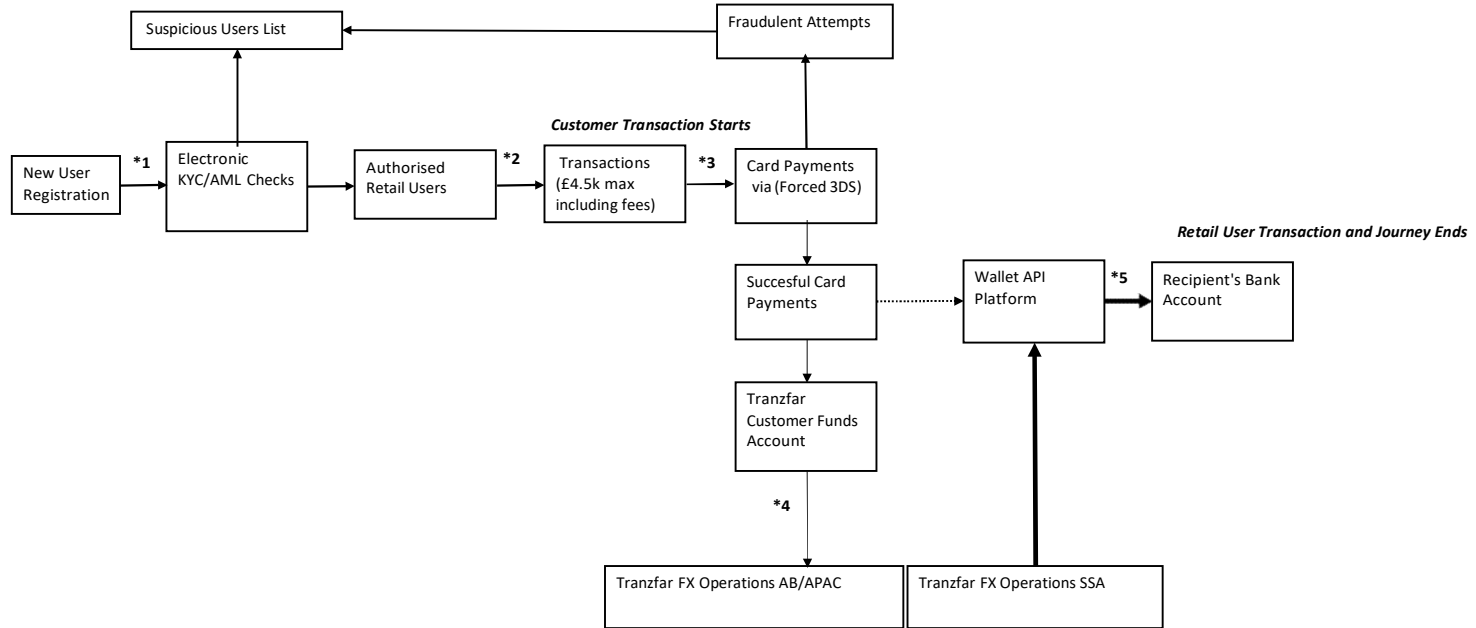 Suspicious Users List
Fraudulent Attempts
Customer Transaction Starts
New User
Registration
*1
Electronic
KYC/AML Checks
Authorised
Retail Users
*2
Transactions
(£4.5k max
including fees)
*3
Card Payments
via (Forced 3DS)
Retail User Transaction and Journey Ends
Succesful Card
Payments
Wallet API
Platform
*5
Recipient's Bank
Account
Tranzfar
Customer Funds
Account
*4
Tranzfar FX Operations AB/APAC
Tranzfar FX Operations SSA